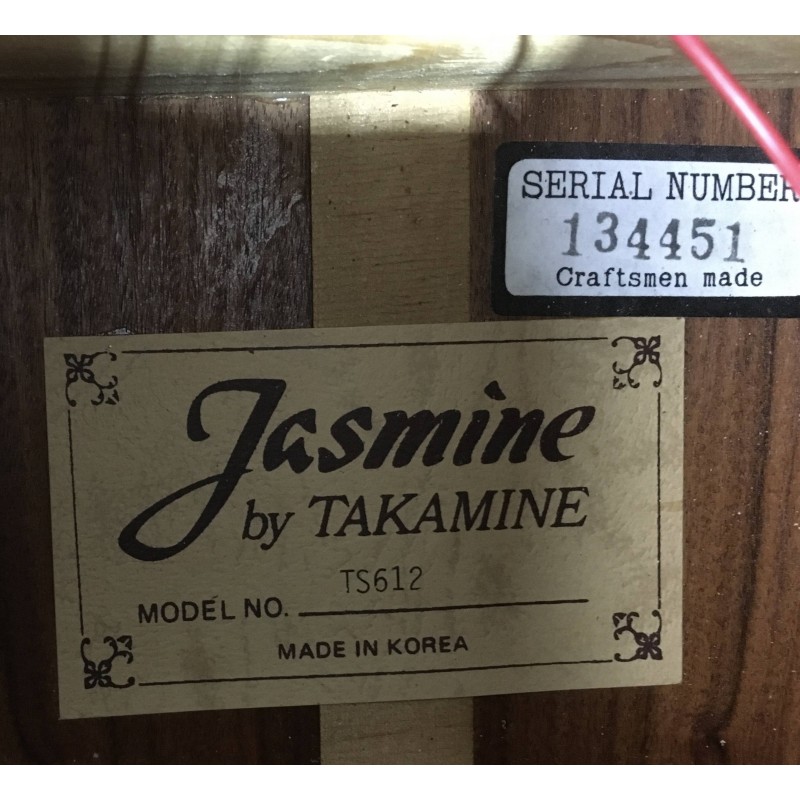 SERIAL NUMBER
134451
Craftsmen made
Jasmine
by TAKAMINE
TS612
MODEL NO.
MADE IN KOREA